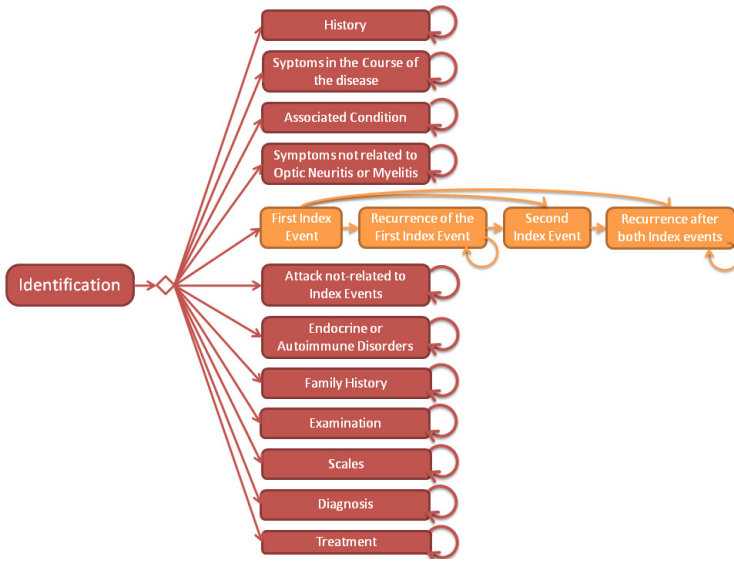 History
Syptoms in the Course of
the disease
Associated Condition
Symptoms not related to
Optic Neuritis or Myelitis
First Index
Event
Recurrence of the
First Index Event
Second
Index Event
Recurrence after
both Index events
Identification
Attack not-related to
Index Events
Endocrine or
Autoimmune Disorders
Family History
Examination
Scales
Diagnosis
Treatment